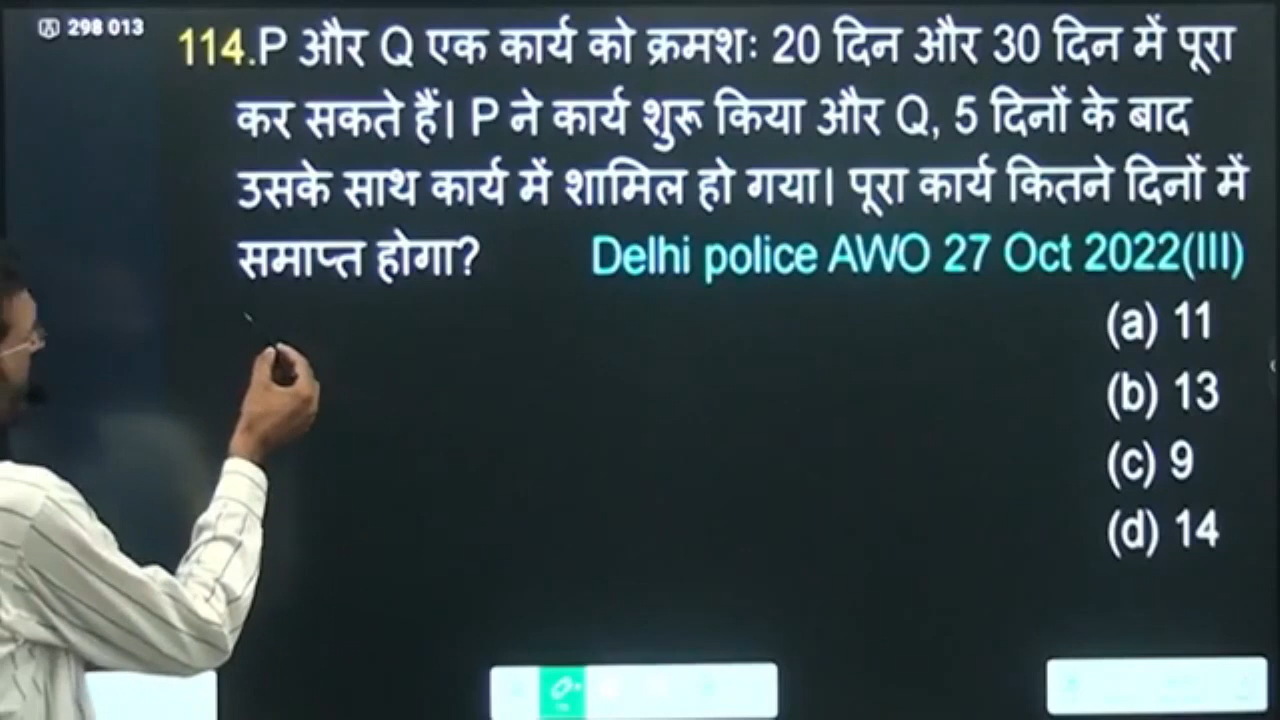 298 013
114.P और Q एक कार्य को क्रमशः 20 दिन और 30 दिन में पूरा
कर सकते हैं। P ने कार्य शुरू किया और Q, 5 दिनों के बाद
उसके साथ कार्य में शामिल हो गया। पूरा कार्य कितने दिनों में
समाप्त होगा? Delhi police AWO 27 Oct 2022(III)
(a) 11
(b) 13
(c) 9
(d) 14